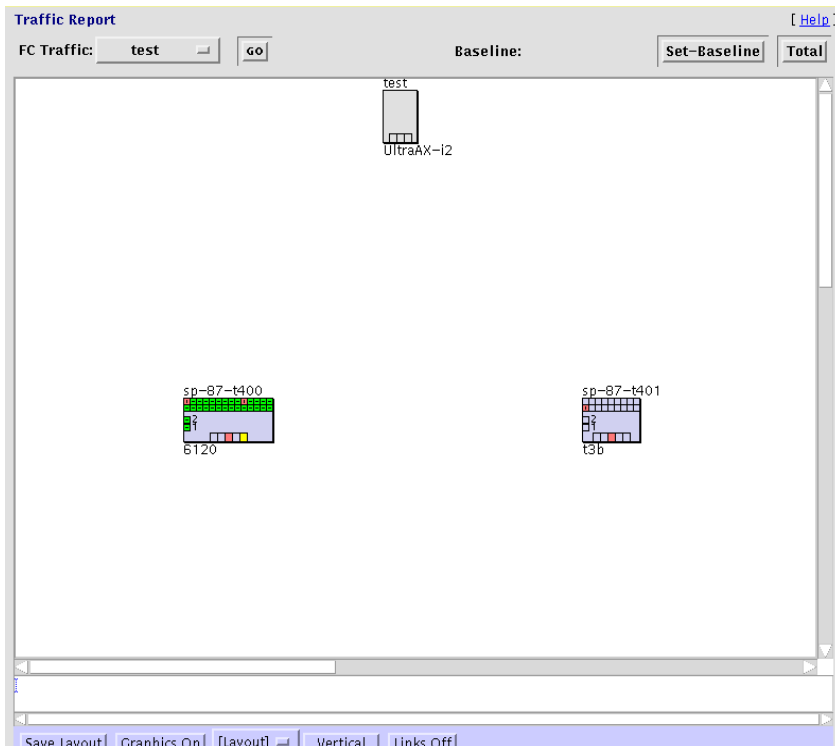 Traffic Report [ Help ]
FC Traffic: test GO Baseline: Set-Baseline Total
test
UltraAX-i2
sp-87-t400 sp-87-t401
2 2
1 1
6120 t3b
Save Layout Graphics On [Layout] Vertical Links Off